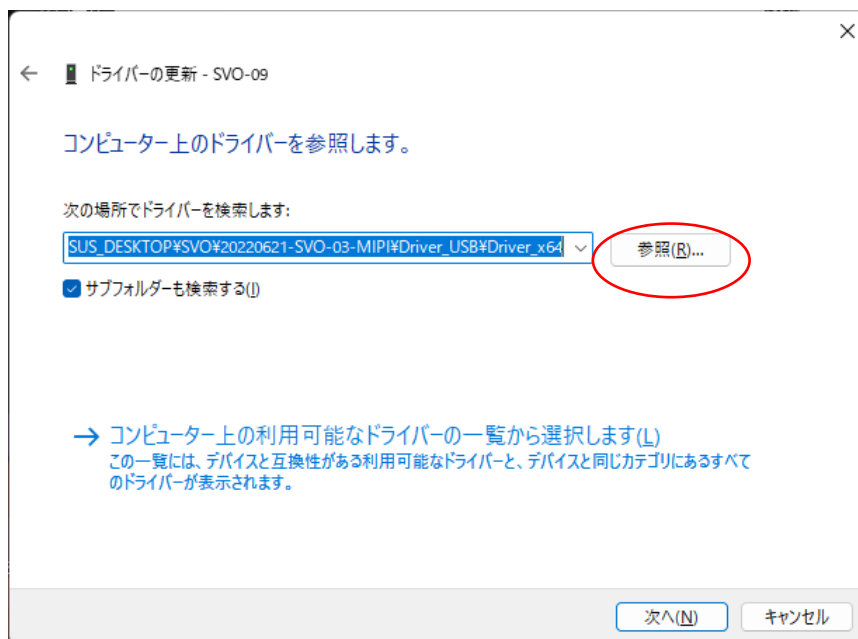 ドライバーの更新 - SVO-09
コンピューター上のドライバーを参照します。
次の場所でドライバーを検索します:
SUS_DESKTOP¥SVO¥20220621-SVO-03-MIPI¥Driver_USB¥Driver_x64
参照(R)...
サブフォルダーも検索する(I)
コンピューター上の利用可能なドライバーの一覧から選択します(L)
この一覧には、デバイスと互換性がある利用可能なドライバーと、デバイスと同じカテゴリにあるすべて
のドライバーが表示されます。
次へ(N)
キャンセル